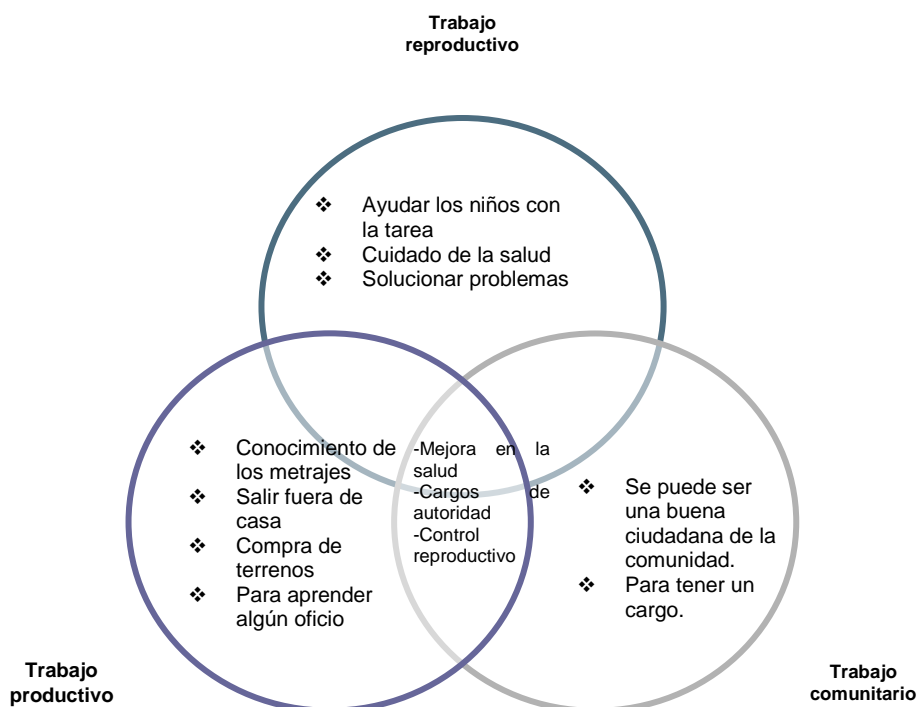 Trabajo
reproductivo
❖ Ayudar los niños con
la tarea
❖ Cuidado de la salud
❖ Solucionar problemas
❖ Conocimiento de
los metrajes
❖ Salir fuera de
casa
❖ Compra de
terrenos
❖ Para aprender
algún oficio
-Mejora en la
salud
-Cargos de
autoridad
-Control
reproductivo
❖ Se puede ser
una buena
ciudadana de la
comunidad.
❖ Para tener un
cargo.
Trabajo
productivo
Trabajo
comunitario